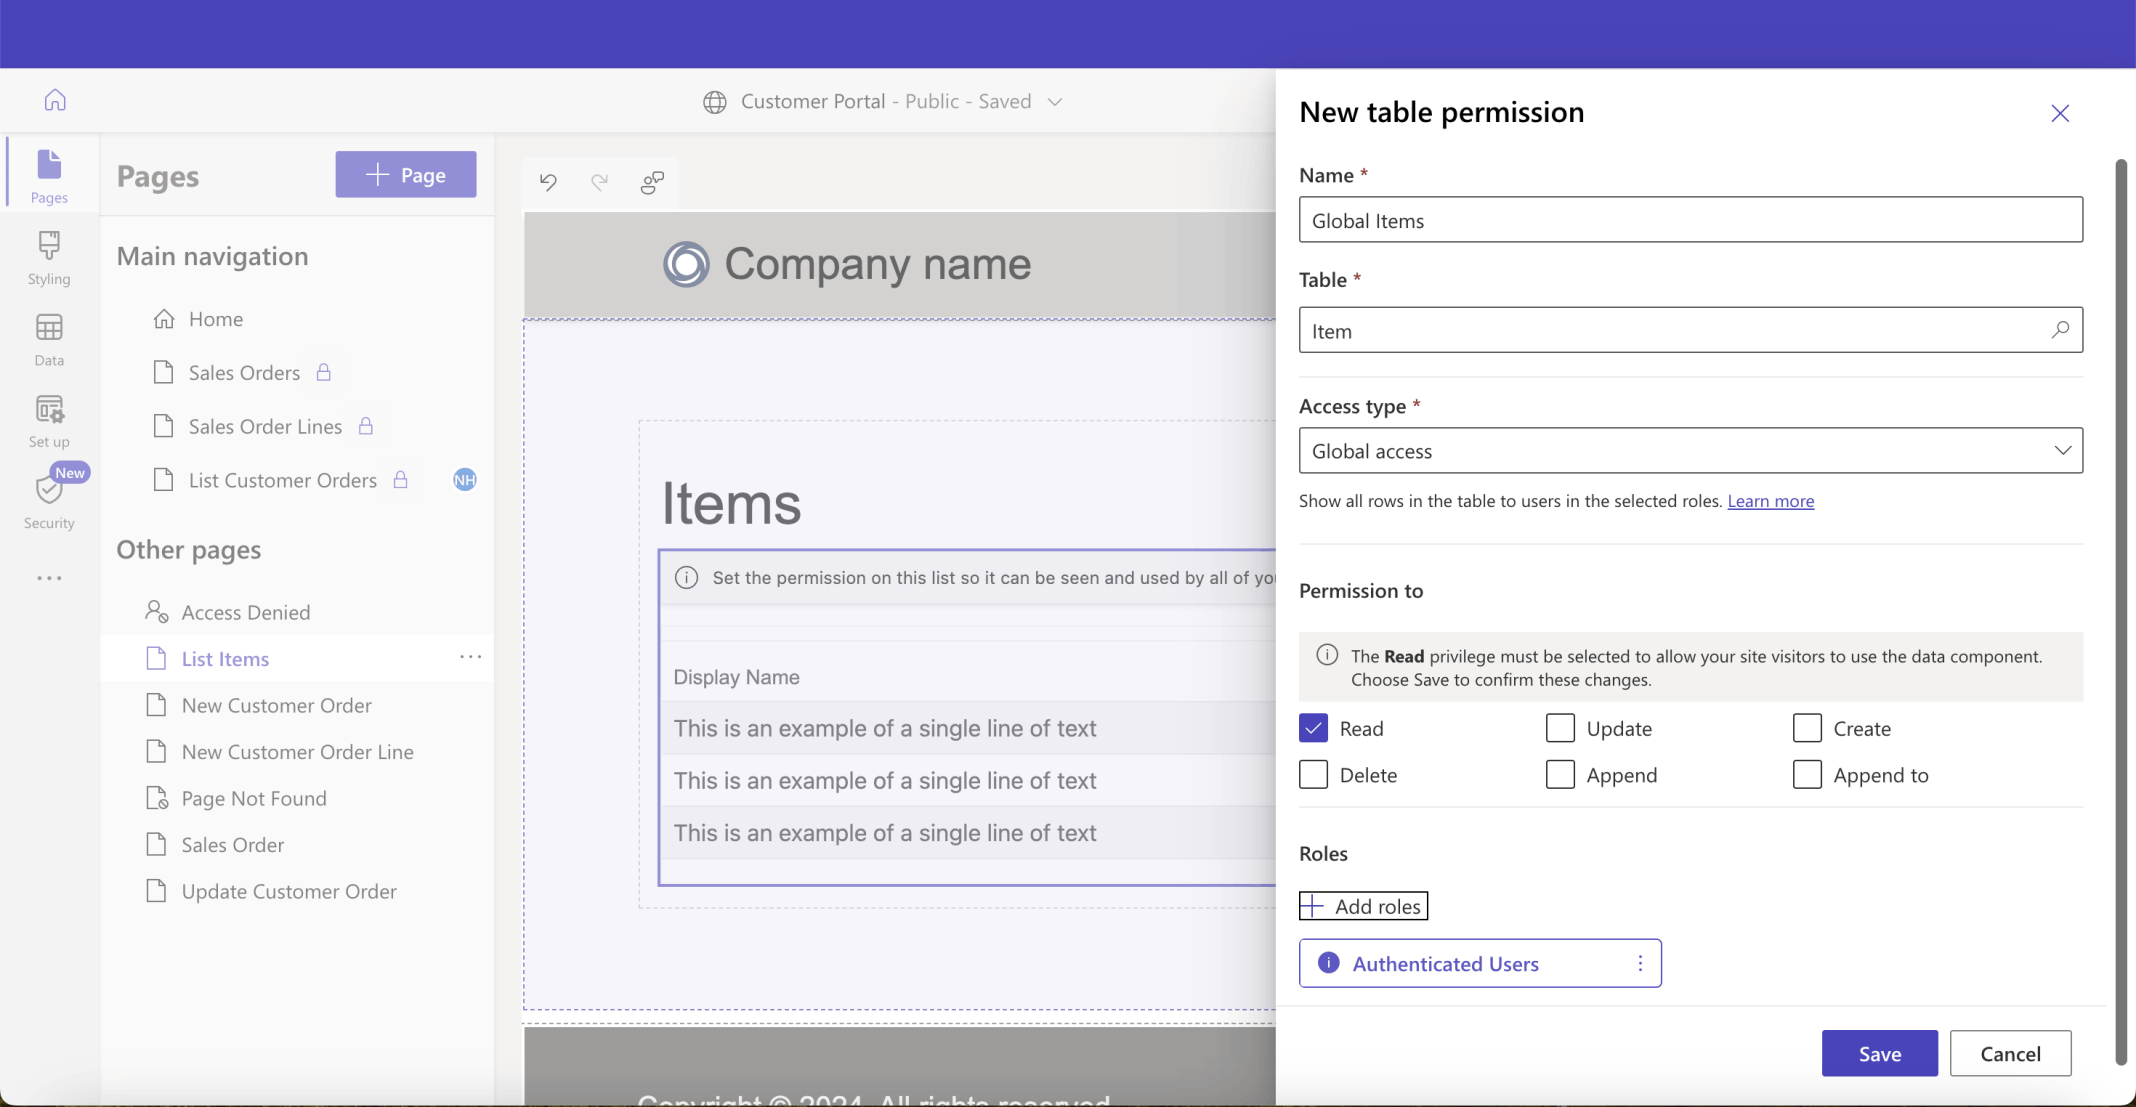 Customer Portal - Public - Saved
Pages
Styling
Data
Set up
New
Security
Pages
Page
Main navigation
Home
Sales Orders
Sales Order Lines
List Customer Orders
NH
Other pages
Access Denied
List Items
New Customer Order
New Customer Order Line
Page Not Found
Sales Order
Update Customer Order
Company name
Items
Set the permission on this list so it can be seen and used by all of
Display Name
This is an example of a single line of text
This is an example of a single line of text
This is an example of a single line of text
Copyright © 2024. All rights reserved
New table permission
Name *
Global Items
Table *
Item
Access type *
Global access
Show all rows in the table to users in the selected roles. Learn more
Permission to
The Read privilege must be selected to allow your site visitors to use the data component.
Choose Save to confirm these changes.
Read
Update
Create
Delete
Append
Append to
Roles
Add roles
Authenticated Users
Save
Cancel